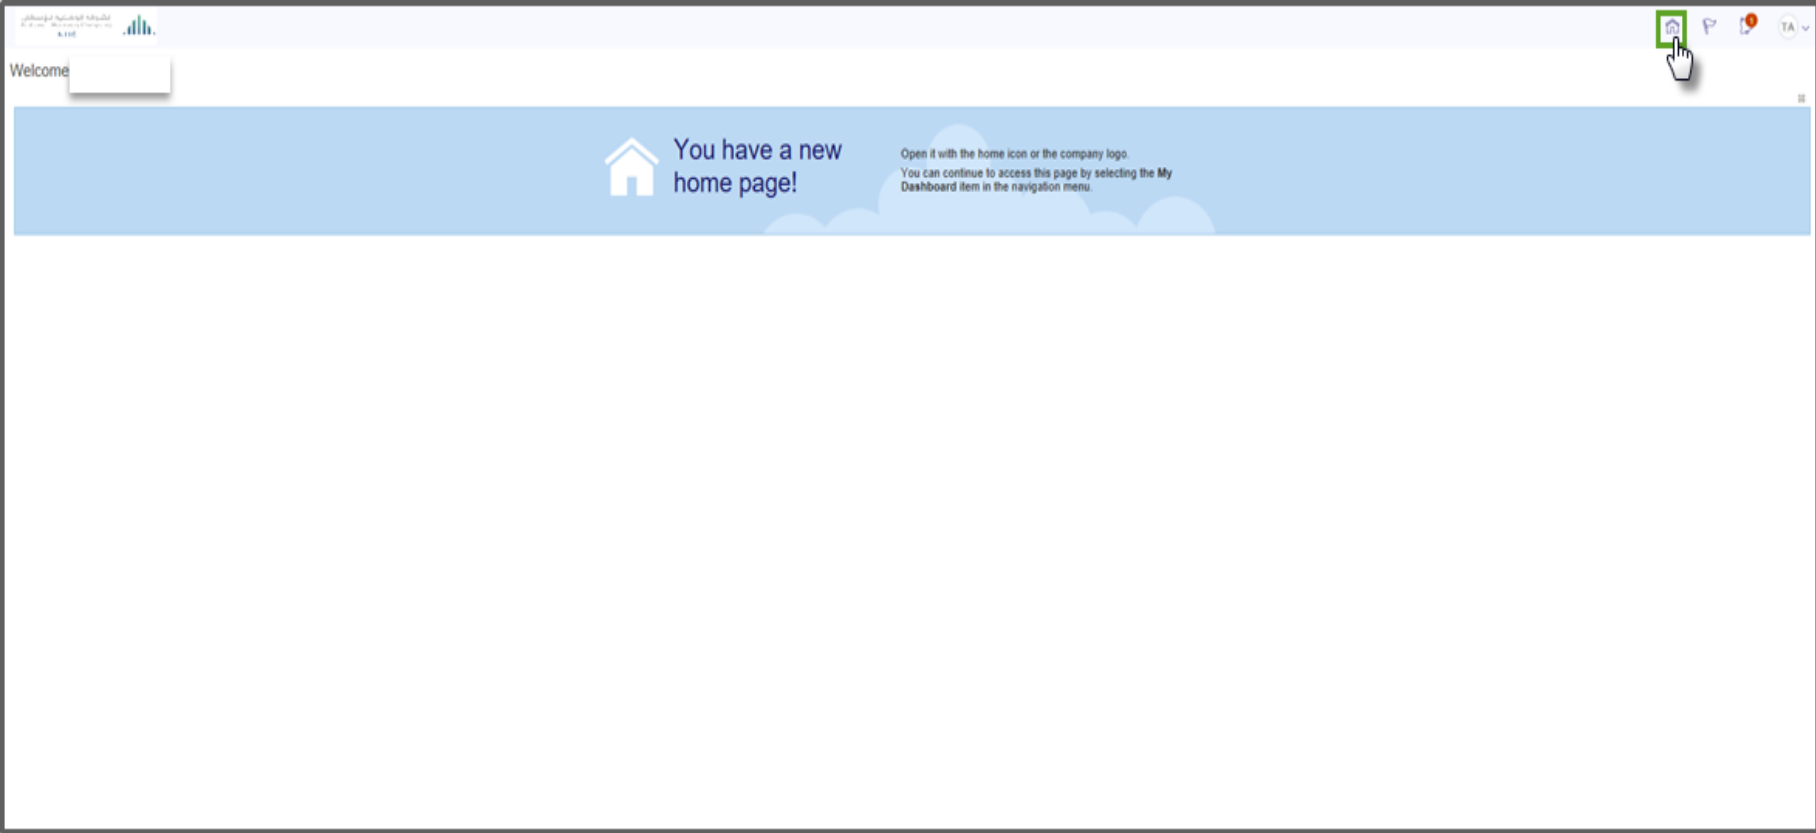 1
TA
Welcome
You have a new
home page!
Open it with the home icon or the company logo.
You can continue to access this page by selecting the My
Dashboard item in the navigation menu.